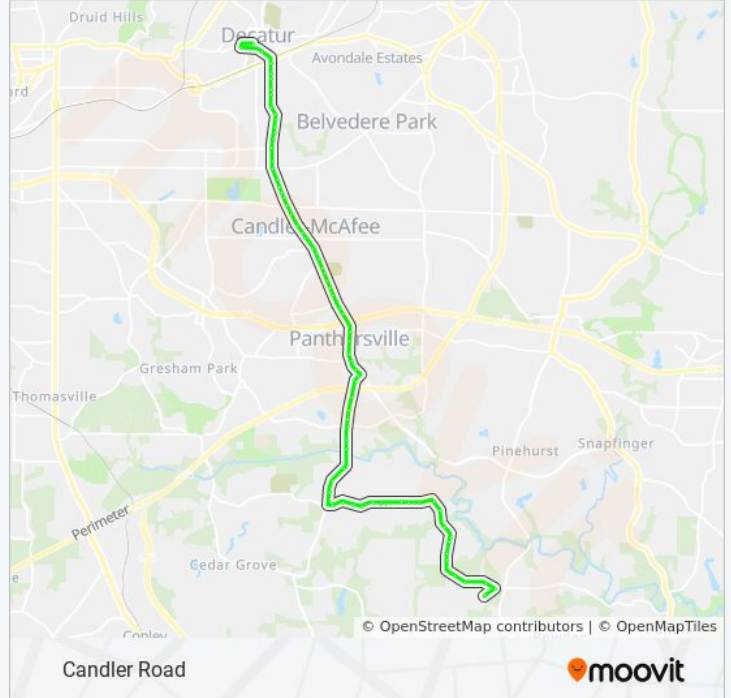 Druid Hills
Decatur
Avondale Estates
ard
Belvedere Park
Candler-McAfee
Panthersville
Gresham Park
Thomasville
Snapfinger
Pinehurst
Perimeter
Cedar Grove
e
Conley
© OpenStreetMap contributors | © OpenMapTiles
Candler Road
moovit